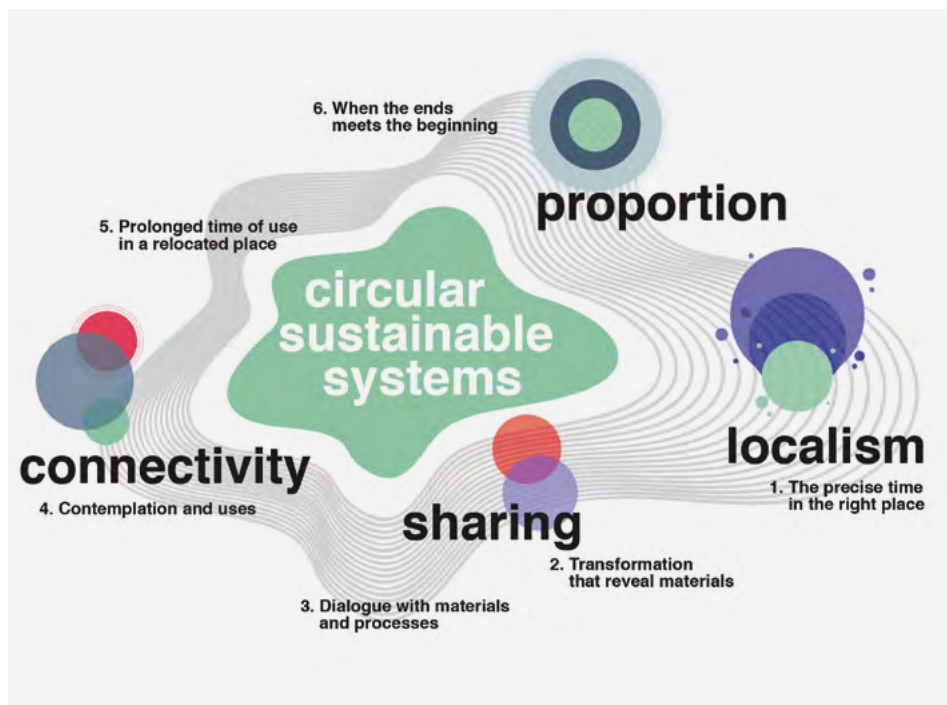 6. When the ends
meets the beginning
proportion
5. Prolonged time of use
in a relocated place
circular
sustainable
systems
localism
1. The precise time
in the right place
connectivity
4. Contemplation and uses
sharing
2. Transformation
that reveal materials
3. Dialogue with materials
and processes